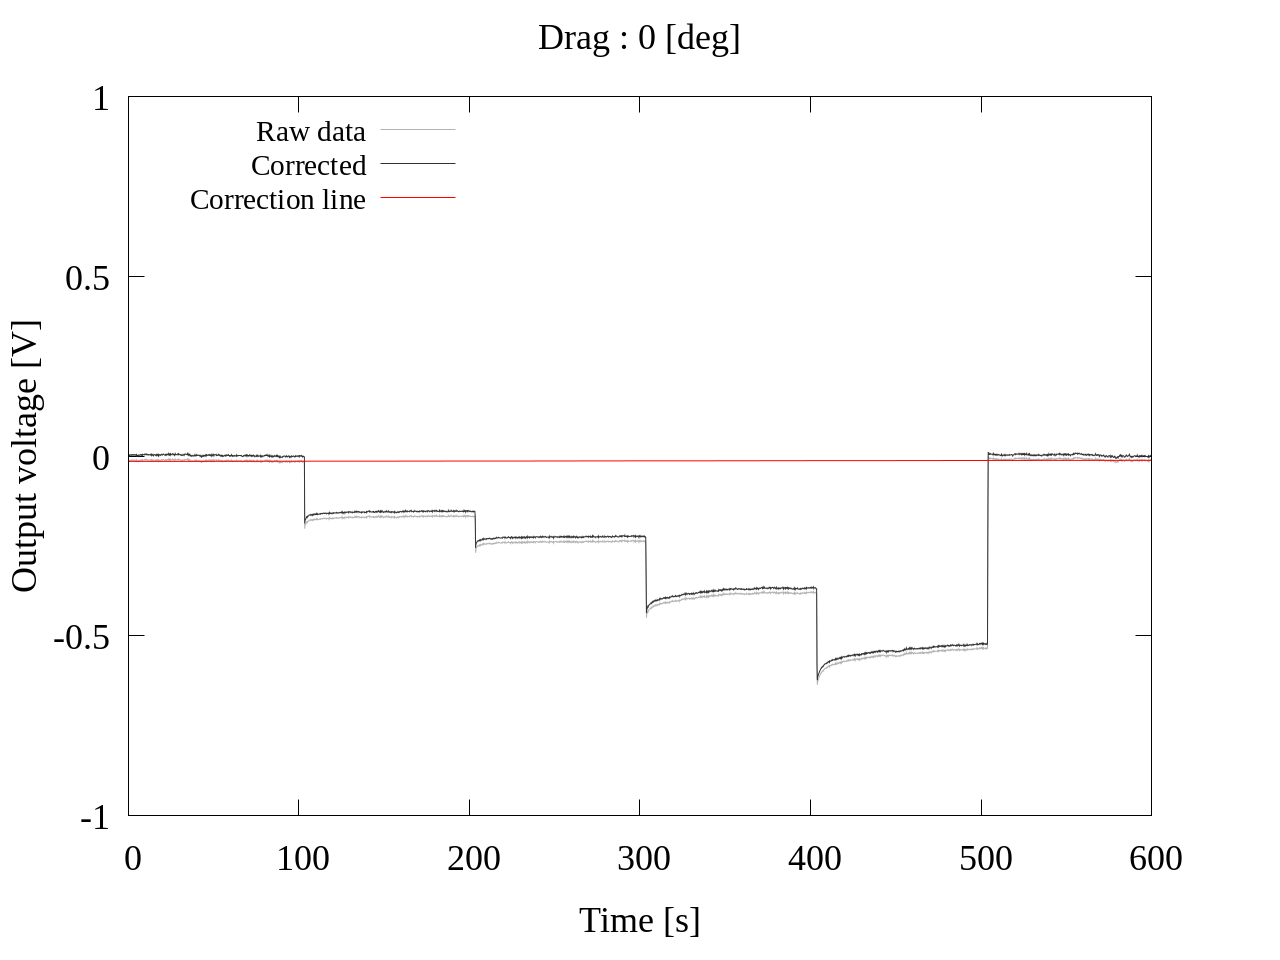 Drag : 0 [deg]
1
Raw data
Corrected
Correction line
0.5
0
-0.5
-1
Output voltage [V]
0 100 200 300 400 500 600
Time [s]